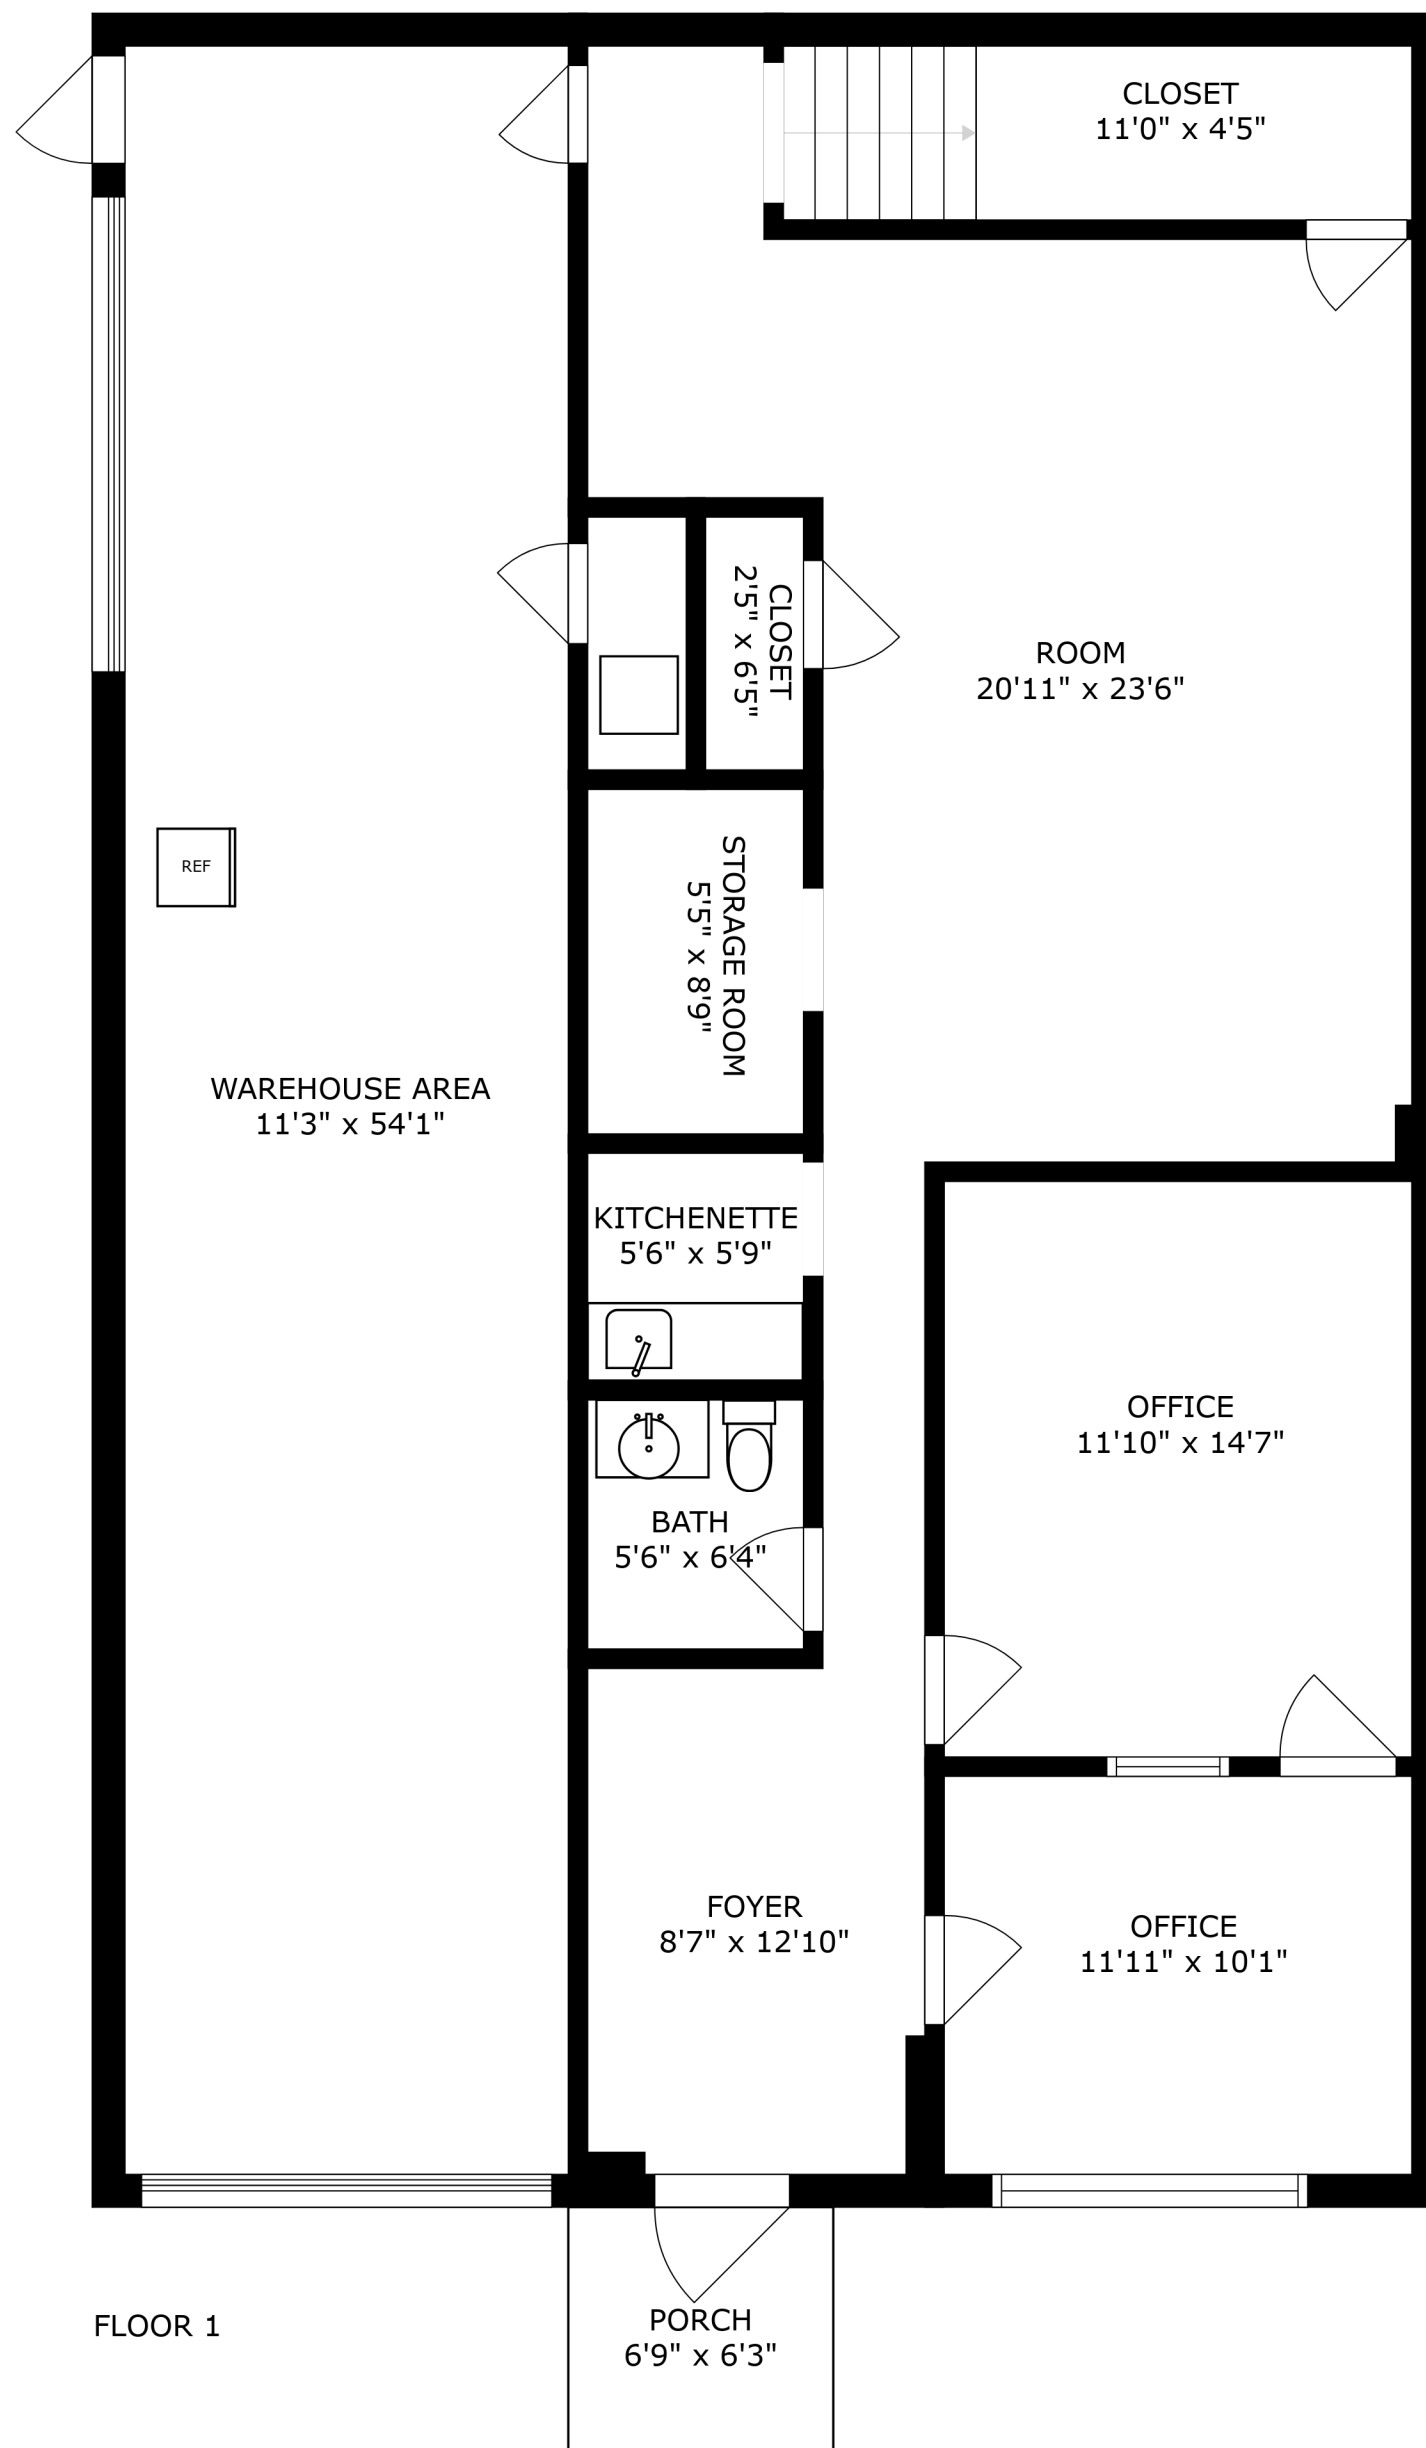 CLOSET
11'0" x 4'5"
CLOSET
2'5" x 6'5"
ROOM
20'11" x 23'6"
REF
STORAGE ROOM
5'5" x 8'9"
WAREHOUSE AREA
11'3" x 54'1"
KITCHENETTE
5'6" x 5'9"
OFFICE
11'10" x 14'7"
BATH
5'6" x 6'4"
FOYER
8'7" x 12'10"
OFFICE
11'11" x 10'1"
FLOOR 1
PORCH
6'9" x 6'3"